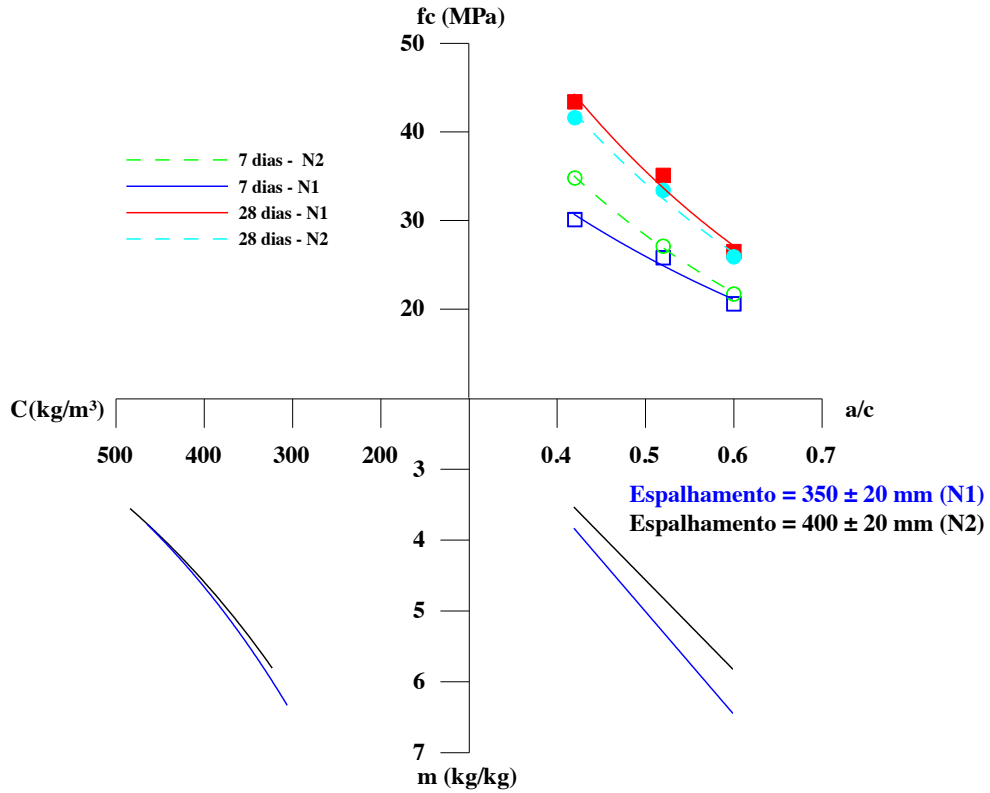 fc (MPa)
50
40
30
20
7 dias - N2
7 dias - N1
28 dias - N1
28 dias - N2
C(kg/m³)
a/c
500 400 300 200
0.4 0.5 0.6 0.7
3
4
5
6
7
Espalhamento = 350 ± 20 mm (N1)
Espalhamento = 400 ± 20 mm (N2)
m (kg/kg)